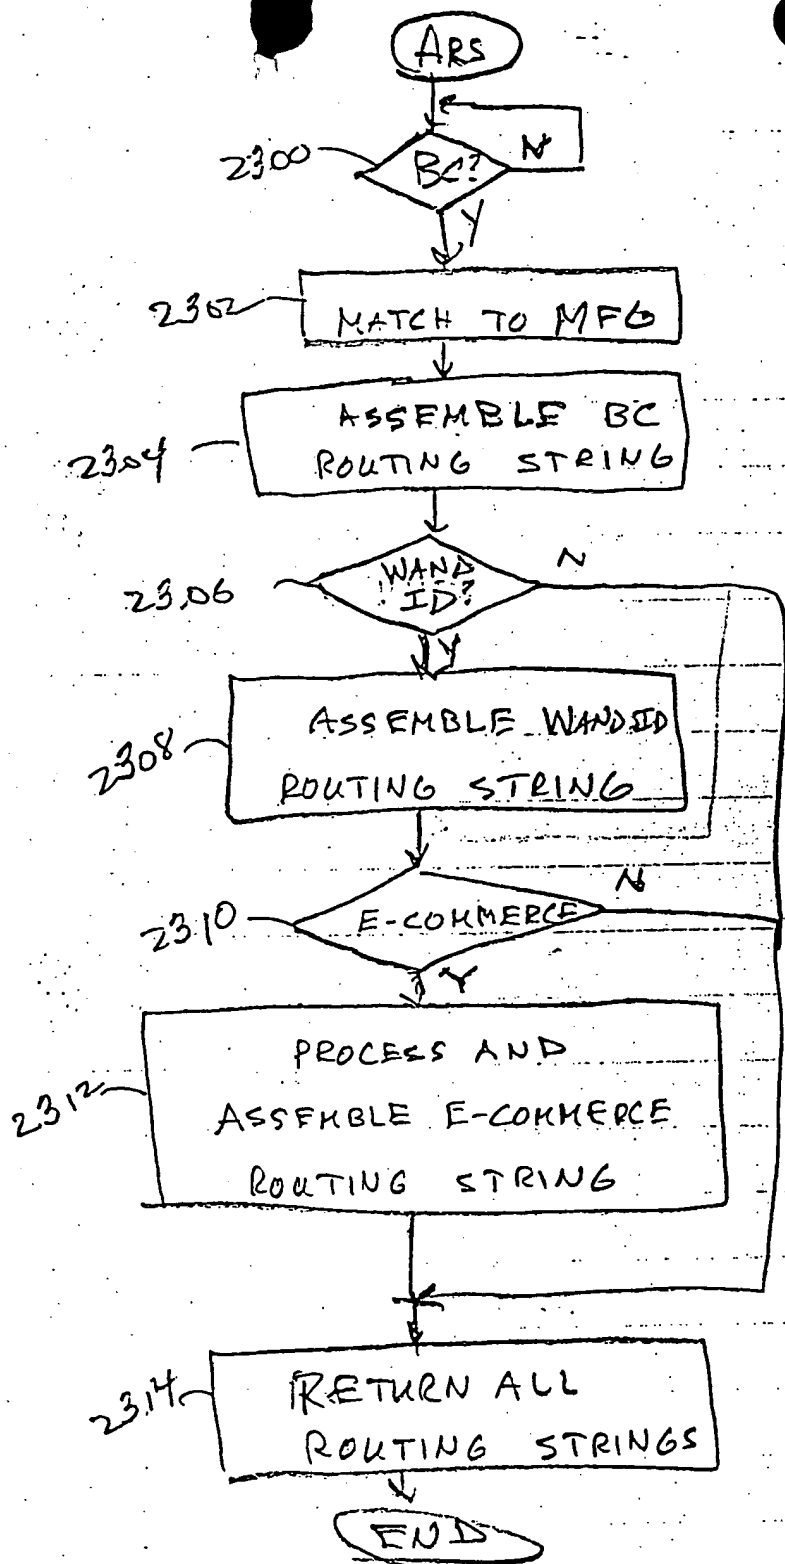 ARS
2300
BC?
N
Y
2302
MATCH TO MFG
2304
ASSEMBLE BC
ROUTING STRING
2306
WAND
ID?
N
Y
2308
ASSEMBLE WAND ID
ROUTING STRING
2310
E-COMMERCE
N
Y
2312
PROCESS AND
ASSEMBLE E-COMMERCE
ROUTING STRING
2314
RETURN ALL
ROUTING STRINGS
END